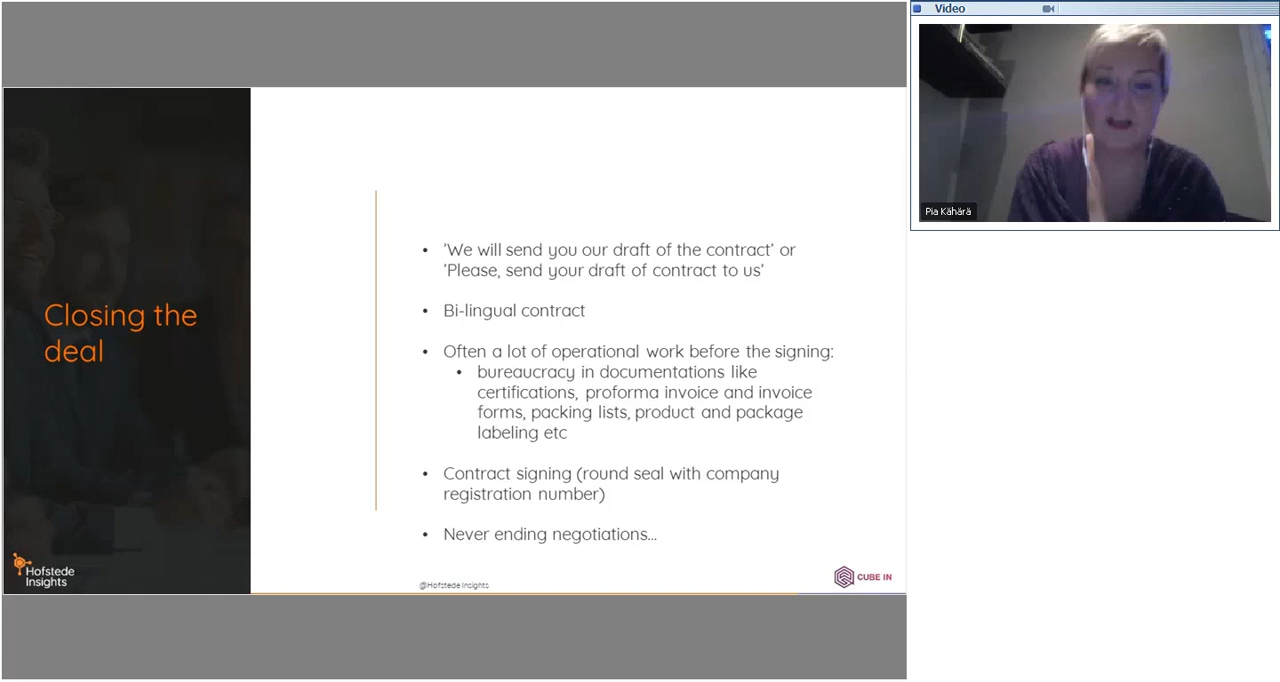 Video
Pia Kähärä
Closing the
deal
• 'We will send you our draft of the contract' or
'Please, send your draft of contract to us'
• Bi-lingual contract
• Often a lot of operational work before the signing:
• bureaucracy in documentations like
certifications, proforma invoice and invoice
forms, packing lists, product and package
labeling etc
• Contract signing (round seal with company
registration number)
• Never ending negotiations...
Hofstede
Insights
@Hofstede Insights
CUBE IN